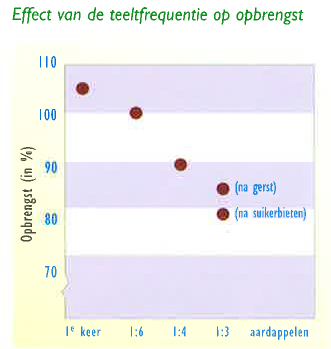 Effect van de teeltfrequentie op opbrengst
110
100
90
80
70
Opbrengst (in %)
(na gerst)
(na suikerbieten)
1e keer 1:6 1:4 1:3 aardappelen